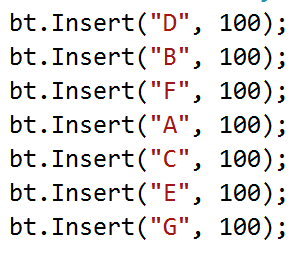 bt.Insert("D", 100);
bt.Insert("B", 100);
bt.Insert("F", 100);
bt.Insert("A", 100);
bt.Insert("C", 100);
bt.Insert("E", 100);
bt.Insert("G", 100);